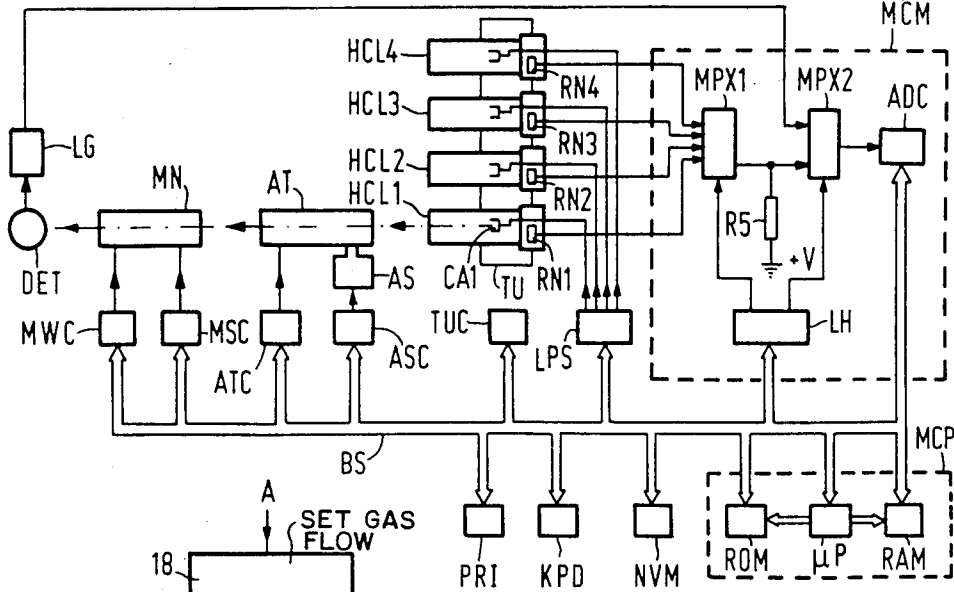 MCM
HCL4
MPX1
MPX2
RN4
ADC
HCL3
LG
RN3
HCL2
MN
AT
RN2
HCL1
R5
+V
DET
AS
CA1
TU
RN1
MWC
MSC
TUC
LPS
LH
ATC
ASC
BS
MCP
A
SET GAS
FLOW
18
PRI
KPD
NVM
ROM
μP
RAM